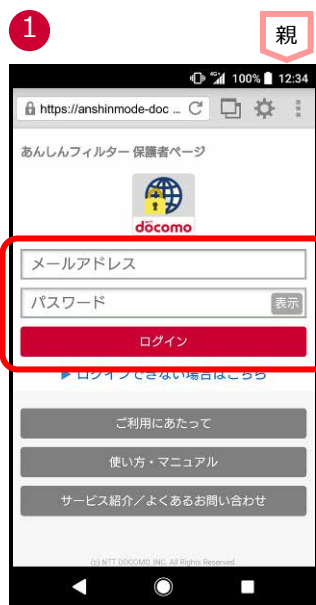 1
親
4G 100% 12:34
https://anshinmode-doc ...
あんしんフィルター 保護者ページ
döcomo
メールアドレス
パスワード
表示
ログイン
▶ ログインできない場合はこちら
ご利用にあたって
使い方・マニュアル
サービス紹介／よくあるお問い合わせ
(c) NTT DOCOMO, INC. All Rights Reserved.